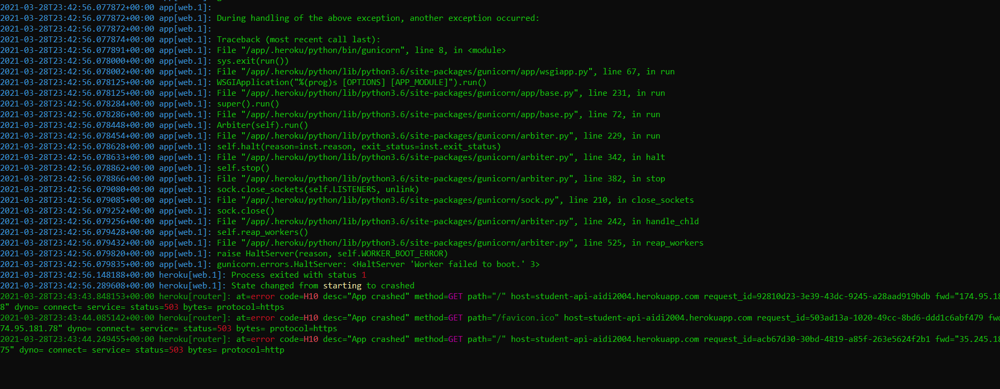 2021-03-28T23:42:56.077872+00:00 app[web.1]:
2021-03-28T23:42:56.077872+00:00 app[web.1]: During handling of the above exception, another exception occurred:
2021-03-28T23:42:56.077872+00:00 app[web.1]:
2021-03-28T23:42:56.077874+00:00 app[web.1]: Traceback (most recent call last):
2021-03-28T23:42:56.077891+00:00 app[web.1]: File "/app/.heroku/python/bin/gunicorn", line 8, in <module>
2021-03-28T23:42:56.078000+00:00 app[web.1]: sys.exit(run())
2021-03-28T23:42:56.078002+00:00 app[web.1]: File "/app/.heroku/python/lib/python3.6/site-packages/gunicorn/app/wsgiapp.py", line 67, in run
2021-03-28T23:42:56.078125+00:00 app[web.1]: WSGIApplication("%(prog)s [OPTIONS] [APP_MODULE]").run()
2021-03-28T23:42:56.078125+00:00 app[web.1]: File "/app/.heroku/python/lib/python3.6/site-packages/gunicorn/app/base.py", line 231, in run
2021-03-28T23:42:56.078284+00:00 app[web.1]: super().run()
2021-03-28T23:42:56.078286+00:00 app[web.1]: File "/app/.heroku/python/lib/python3.6/site-packages/gunicorn/app/base.py", line 72, in run
2021-03-28T23:42:56.078448+00:00 app[web.1]: Arbiter(self).run()
2021-03-28T23:42:56.078454+00:00 app[web.1]: File "/app/.heroku/python/lib/python3.6/site-packages/gunicorn/arbiter.py", line 229, in run
2021-03-28T23:42:56.078628+00:00 app[web.1]: self.halt(reason=inst.reason, exit_status=inst.exit_status)
2021-03-28T23:42:56.078633+00:00 app[web.1]: File "/app/.heroku/python/lib/python3.6/site-packages/gunicorn/arbiter.py", line 342, in halt
2021-03-28T23:42:56.078862+00:00 app[web.1]: self.stop()
2021-03-28T23:42:56.078866+00:00 app[web.1]: File "/app/.heroku/python/lib/python3.6/site-packages/gunicorn/arbiter.py", line 382, in stop
2021-03-28T23:42:56.079080+00:00 app[web.1]: sock.close_sockets(self.LISTENERS, unlink)
2021-03-28T23:42:56.079085+00:00 app[web.1]: File "/app/.heroku/python/lib/python3.6/site-packages/gunicorn/sock.py", line 210, in close_sockets
2021-03-28T23:42:56.079252+00:00 app[web.1]: sock.close()
2021-03-28T23:42:56.079256+00:00 app[web.1]: File "/app/.heroku/python/lib/python3.6/site-packages/gunicorn/arbiter.py", line 242, in handle_chld
2021-03-28T23:42:56.079428+00:00 app[web.1]: self.reap_workers()
2021-03-28T23:42:56.079432+00:00 app[web.1]: File "/app/.heroku/python/lib/python3.6/site-packages/gunicorn/arbiter.py", line 525, in reap_workers
2021-03-28T23:42:56.079820+00:00 app[web.1]: raise HaltServer(reason, self.WORKER_BOOT_ERROR)
2021-03-28T23:42:56.079835+00:00 app[web.1]: gunicorn.errors.HaltServer: <HaltServer 'Worker failed to boot.' 3>
2021-03-28T23:42:56.148188+00:00 heroku[web.1]: Process exited with status 1
2021-03-28T23:42:56.289608+00:00 heroku[web.1]: State changed from starting to crashed
2021-03-28T23:43:43.848153+00:00 heroku[router]: at=error code=H10 desc="App crashed" method=GET path="/" host=student-api-aidi2004.herokuapp.com request_id=92810d23-3e39-43dc-9245-a28aad919bdb fwd="174.95.18
8" dyno= connect= service= status=503 bytes= protocol=https
2021-03-28T23:43:44.085142+00:00 heroku[router]: at=error code=H10 desc="App crashed" method=GET path="/favicon.ico" host=student-api-aidi2004.herokuapp.com request_id=503ad13a-1020-49cc-8bd6-ddd1c6abf479 fwd
74.95.181.78" dyno= connect= service= status=503 bytes= protocol=https
2021-03-28T23:43:44.249455+00:00 heroku[router]: at=error code=H10 desc="App crashed" method=GET path="/" host=student-api-aidi2004.herokuapp.com request_id=acb67d30-30bd-4819-a85f-263e5624f2b1 fwd="35.245.18
75" dyno= connect= service= status=503 bytes= protocol=http